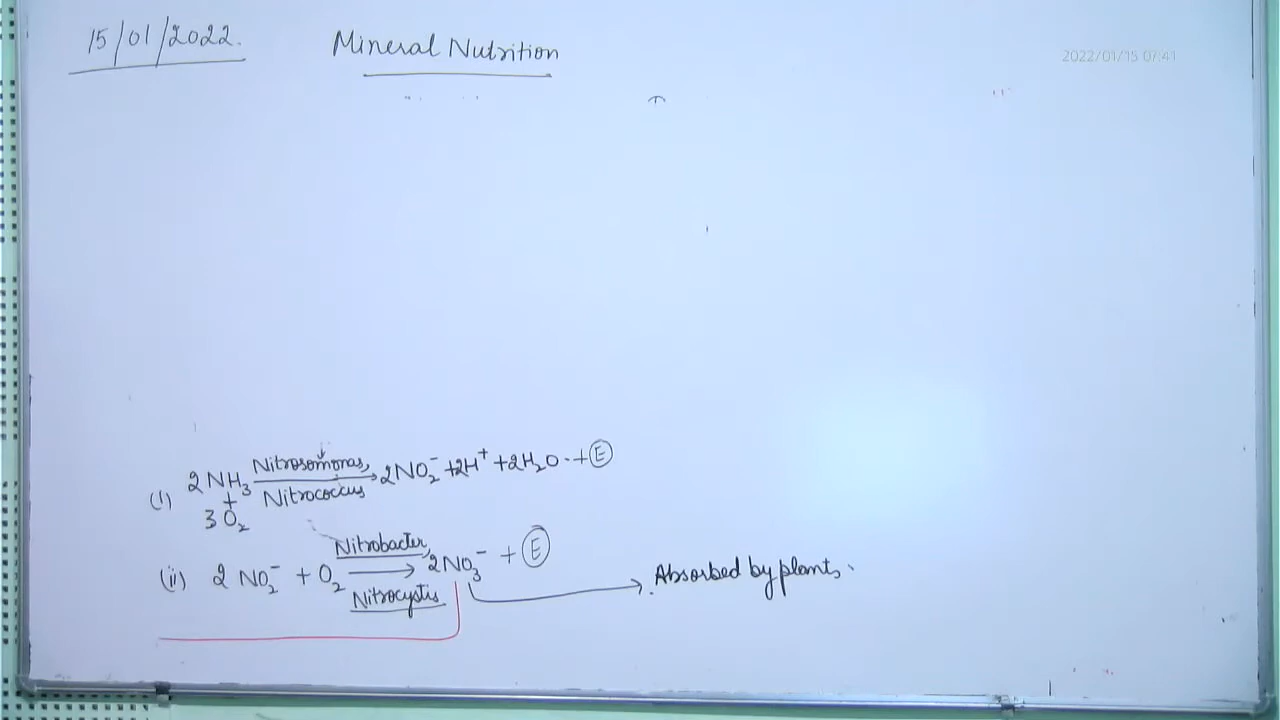 15/01/2022.
Mineral Nutrition
2022/01/15 07:41
Nitrosomonas,
(i) 2NH₃ → 2NO₂⁻ + 2H⁺ + 2H₂O + Ⓔ
+ Nitrococcus
3O₂
Nitrobacter,
(ii) 2NO₂⁻ + O₂ → 2NO₃⁻ + Ⓔ
Nitrocystis
Absorbed by plants.